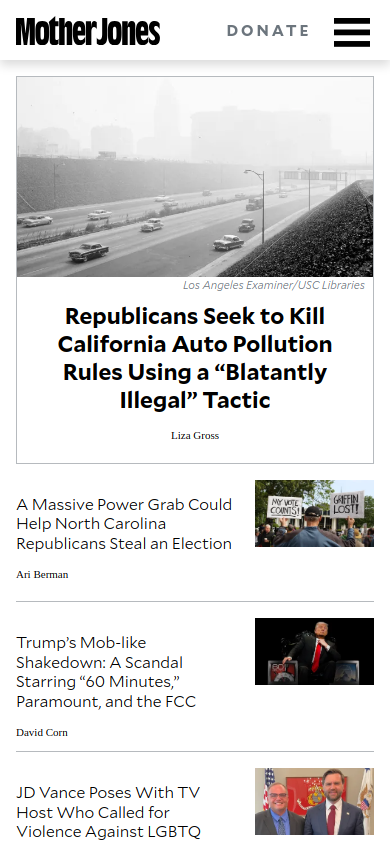 Mother Jones
DONATE
Los Angeles Examiner/USC Libraries
Republicans Seek to Kill
California Auto Pollution
Rules Using a “Blatantly
Illegal” Tactic
Liza Gross
A Massive Power Grab Could
Help North Carolina
Republicans Steal an Election
MY VOTE
COUNTS!
GRIFFIN
LOST!
Ari Berman
Trump’s Mob-like
Shakedown: A Scandal
Starring “60 Minutes,”
Paramount, and the FCC
David Corn
JD Vance Poses With TV
Host Who Called for
Violence Against LGBTQ